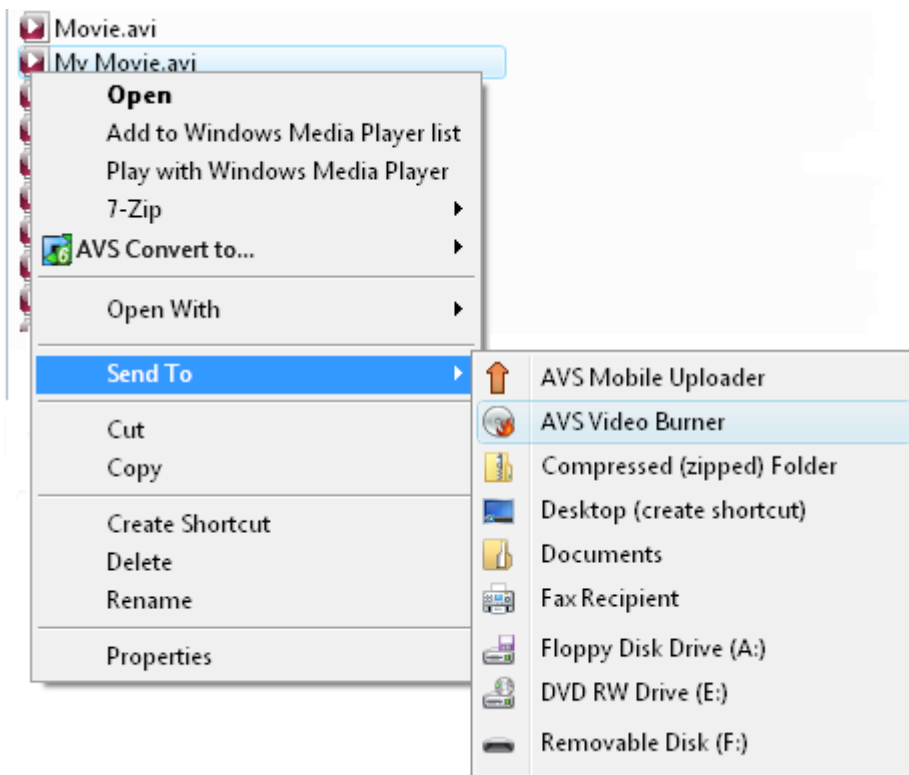 Movie.avi
My Movie.avi
Open
Add to Windows Media Player list
Play with Windows Media Player
7-Zip
6
AVS Convert to...
Open With
Send To
Cut
Copy
Create Shortcut
Delete
Rename
Properties
AVS Mobile Uploader
AVS Video Burner
Compressed (zipped) Folder
Desktop (create shortcut)
Documents
Fax Recipient
Floppy Disk Drive (A:)
DVD RW Drive (E:)
Removable Disk (F:)